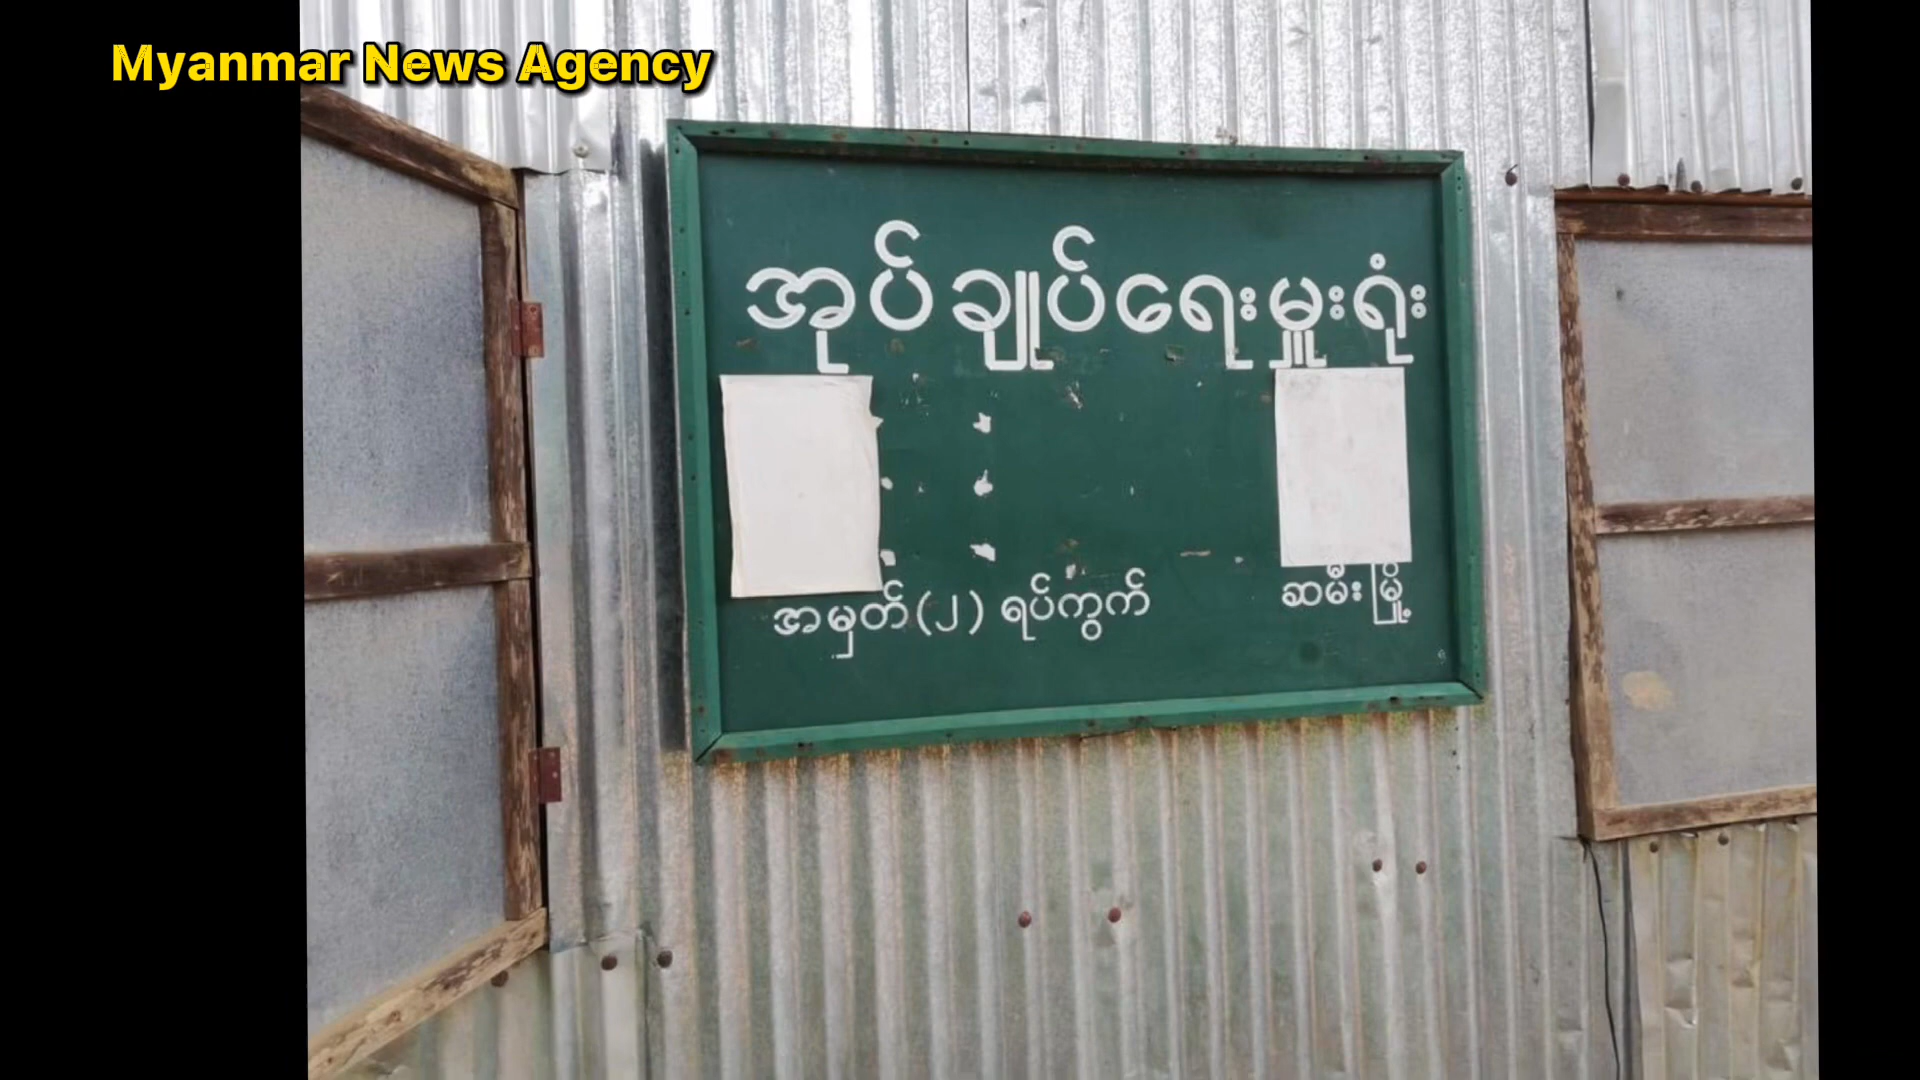 Myanmar News Agency
အုပ်ချုပ်ရေးမှူးရုံး
အမှတ်(၂) ရပ်ကွက် ဆမီးမြို့